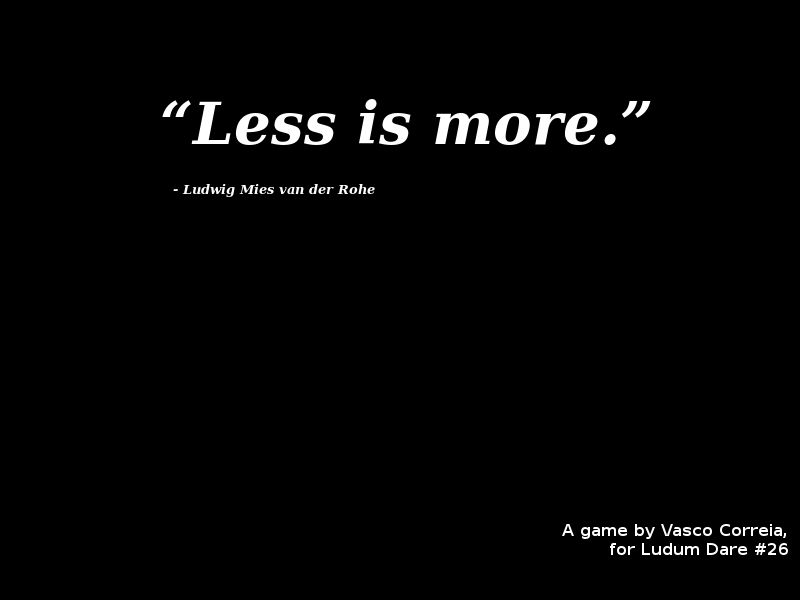 “Less is more.”
- Ludwig Mies van der Rohe
A game by Vasco Correia,
for Ludum Dare #26